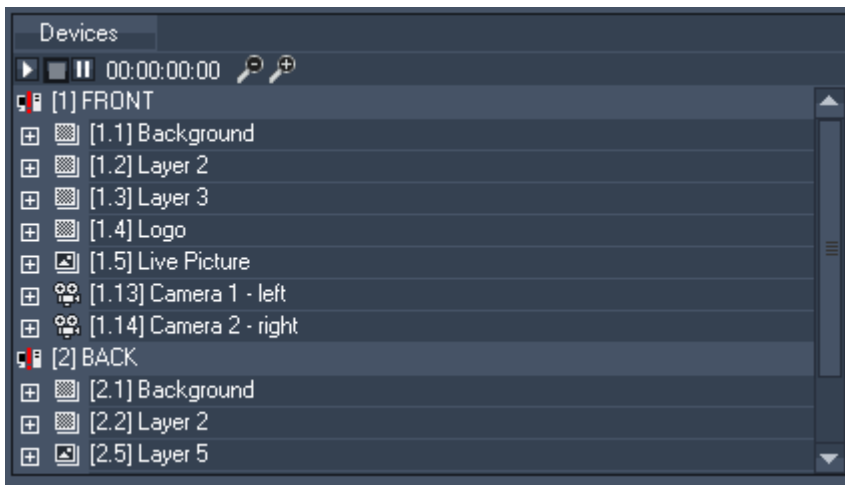 Devices
00:00:00:00
[1] FRONT
[1.1] Background
[1.2] Layer 2
[1.3] Layer 3
[1.4] Logo
[1.5] Live Picture
[1.13] Camera 1 - left
[1.14] Camera 2 - right
[2] BACK
[2.1] Background
[2.2] Layer 2
[2.5] Layer 5